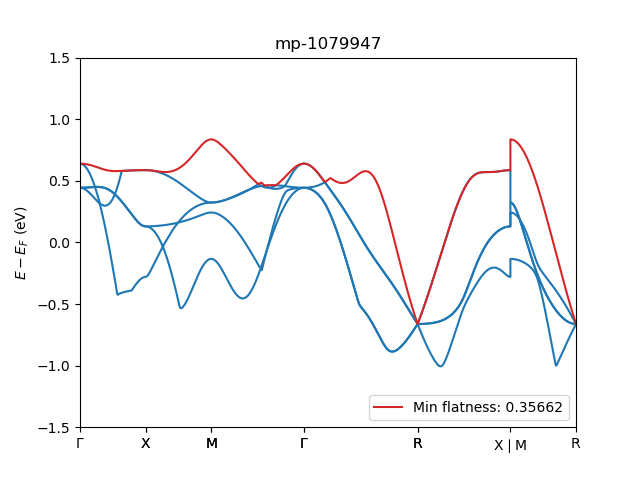 mp-1079947
E − E_F (eV)
1.5
1.0
0.5
0.0
−0.5
−1.0
−1.5
Min flatness: 0.35662
Γ X M Γ R X | M R